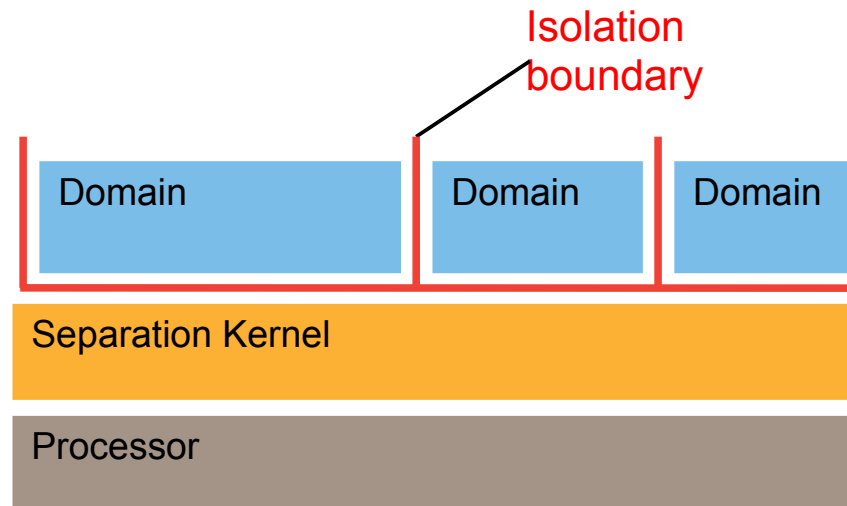 Isolation
boundary
Domain
Domain
Domain
Separation Kernel
Processor